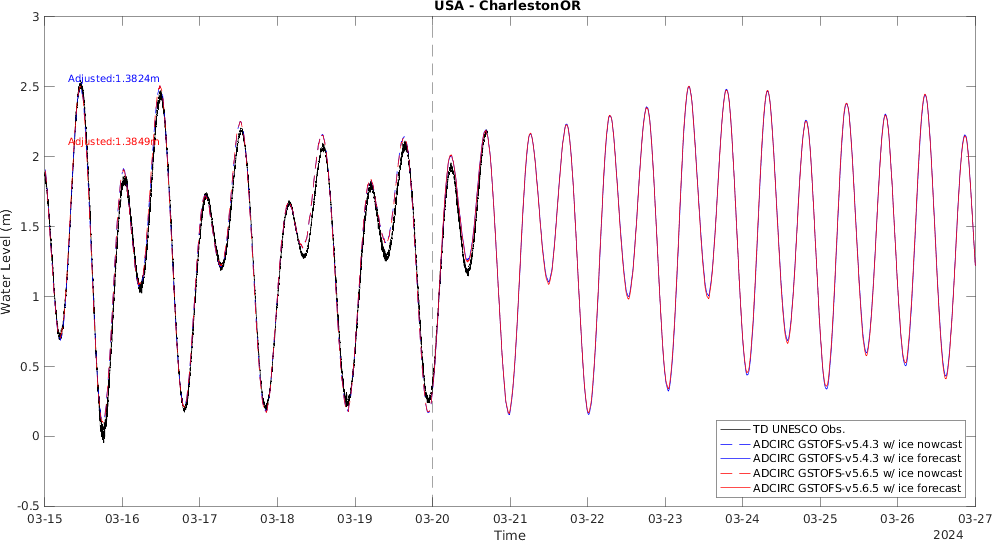 USA - CharlestonOR
3
2.5
2
1.5
1
0.5
0
-0.5
Water Level (m)
Adjusted:1.3824m
Adjusted:1.3849m
TD UNESCO Obs.
ADCIRC GSTOFS-v5.4.3 w/ ice nowcast
ADCIRC GSTOFS-v5.4.3 w/ ice forecast
ADCIRC GSTOFS-v5.6.5 w/ ice nowcast
ADCIRC GSTOFS-v5.6.5 w/ ice forecast
03-15 03-16 03-17 03-18 03-19 03-20 03-21 03-22 03-23 03-24 03-25 03-26 03-27
Time
2024